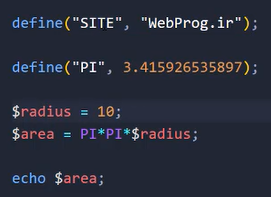 define("SITE", "WebProg.ir");
define("PI", 3.415926535897);
$radius = 10;
$area = PI*PI*$radius;
echo $area;